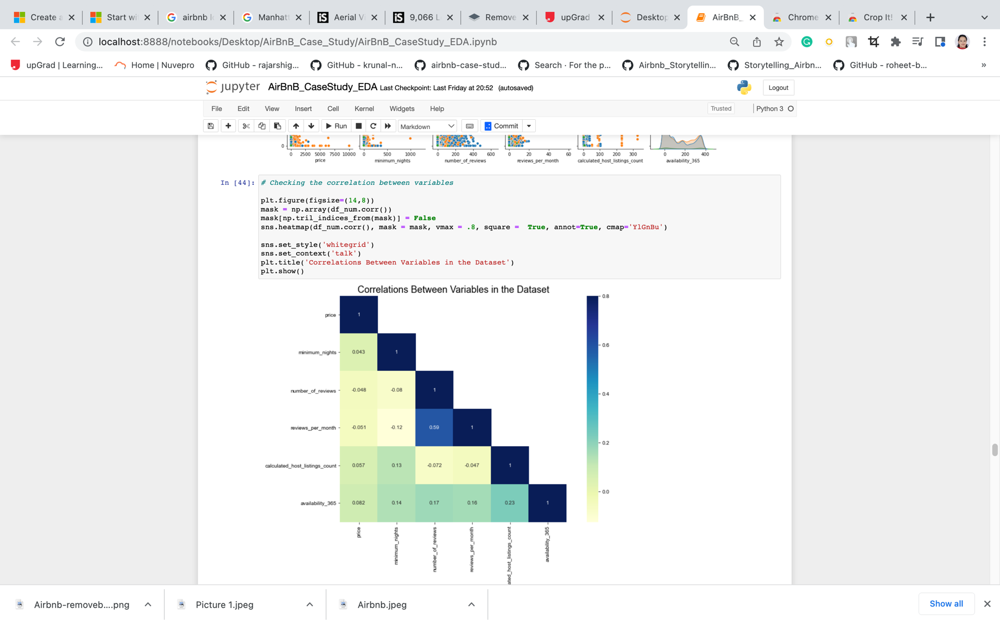 Create a
Start wi
airbnb l
Manhatt
Aerial Vi
9,066 L
Remove
upGrad
Desktop
AirBnB_
Chrome
Crop It!
localhost:8888/notebooks/Desktop/AirBnB_Case_Study/AirBnB_CaseStudy_EDA.ipynb
upGrad | Learning... Home | Nuvepro GitHub - rajarshig... GitHub - krunal-n... airbnb-case-stud... Search · For the p... Airbnb_Storytellin... Storytelling_Airbn... GitHub - roheet-b... »
jupyter AirBnB_CaseStudy_EDA Last Checkpoint: Last Friday at 20:52 (autosaved) Logout
File Edit View Insert Cell Kernel Widgets Help Trusted Python 3
Run Markdown Commit
0
0 2500 5000 7500 10000 0 500 1000 0 200 400 600 0 20 40 60 0 100 200 300 0 200 400
price minimum_nights number_of_reviews reviews_per_month calculated_host_listings_count availability_365
In [44]: # Checking the correlation between variables
plt.figure(figsize=(14,8))
mask = np.array(df_num.corr())
mask[np.tril_indices_from(mask)] = False
sns.heatmap(df_num.corr(), mask = mask, vmax = .8, square = True, annot=True, cmap='YlGnBu')
sns.set_style('whitegrid')
sns.set_context('talk')
plt.title('Correlations Between Variables in the Dataset')
plt.show()
Correlations Between Variables in the Dataset
0.8
price 1
0.6
minimum_nights 0.043 1
number_of_reviews -0.048 -0.08 1
0.4
reviews_per_month -0.051 -0.12 0.59 1
0.2
calculated_host_listings_count 0.057 0.13 -0.072 -0.047 1
0.0
availability_365 0.082 0.14 0.17 0.16 0.23 1
price
minimum_nights
number_of_reviews
reviews_per_month
ated_host_listings_count
availability_365
Airbnb-removeb....png Picture 1.jpeg Airbnb.jpeg Show all